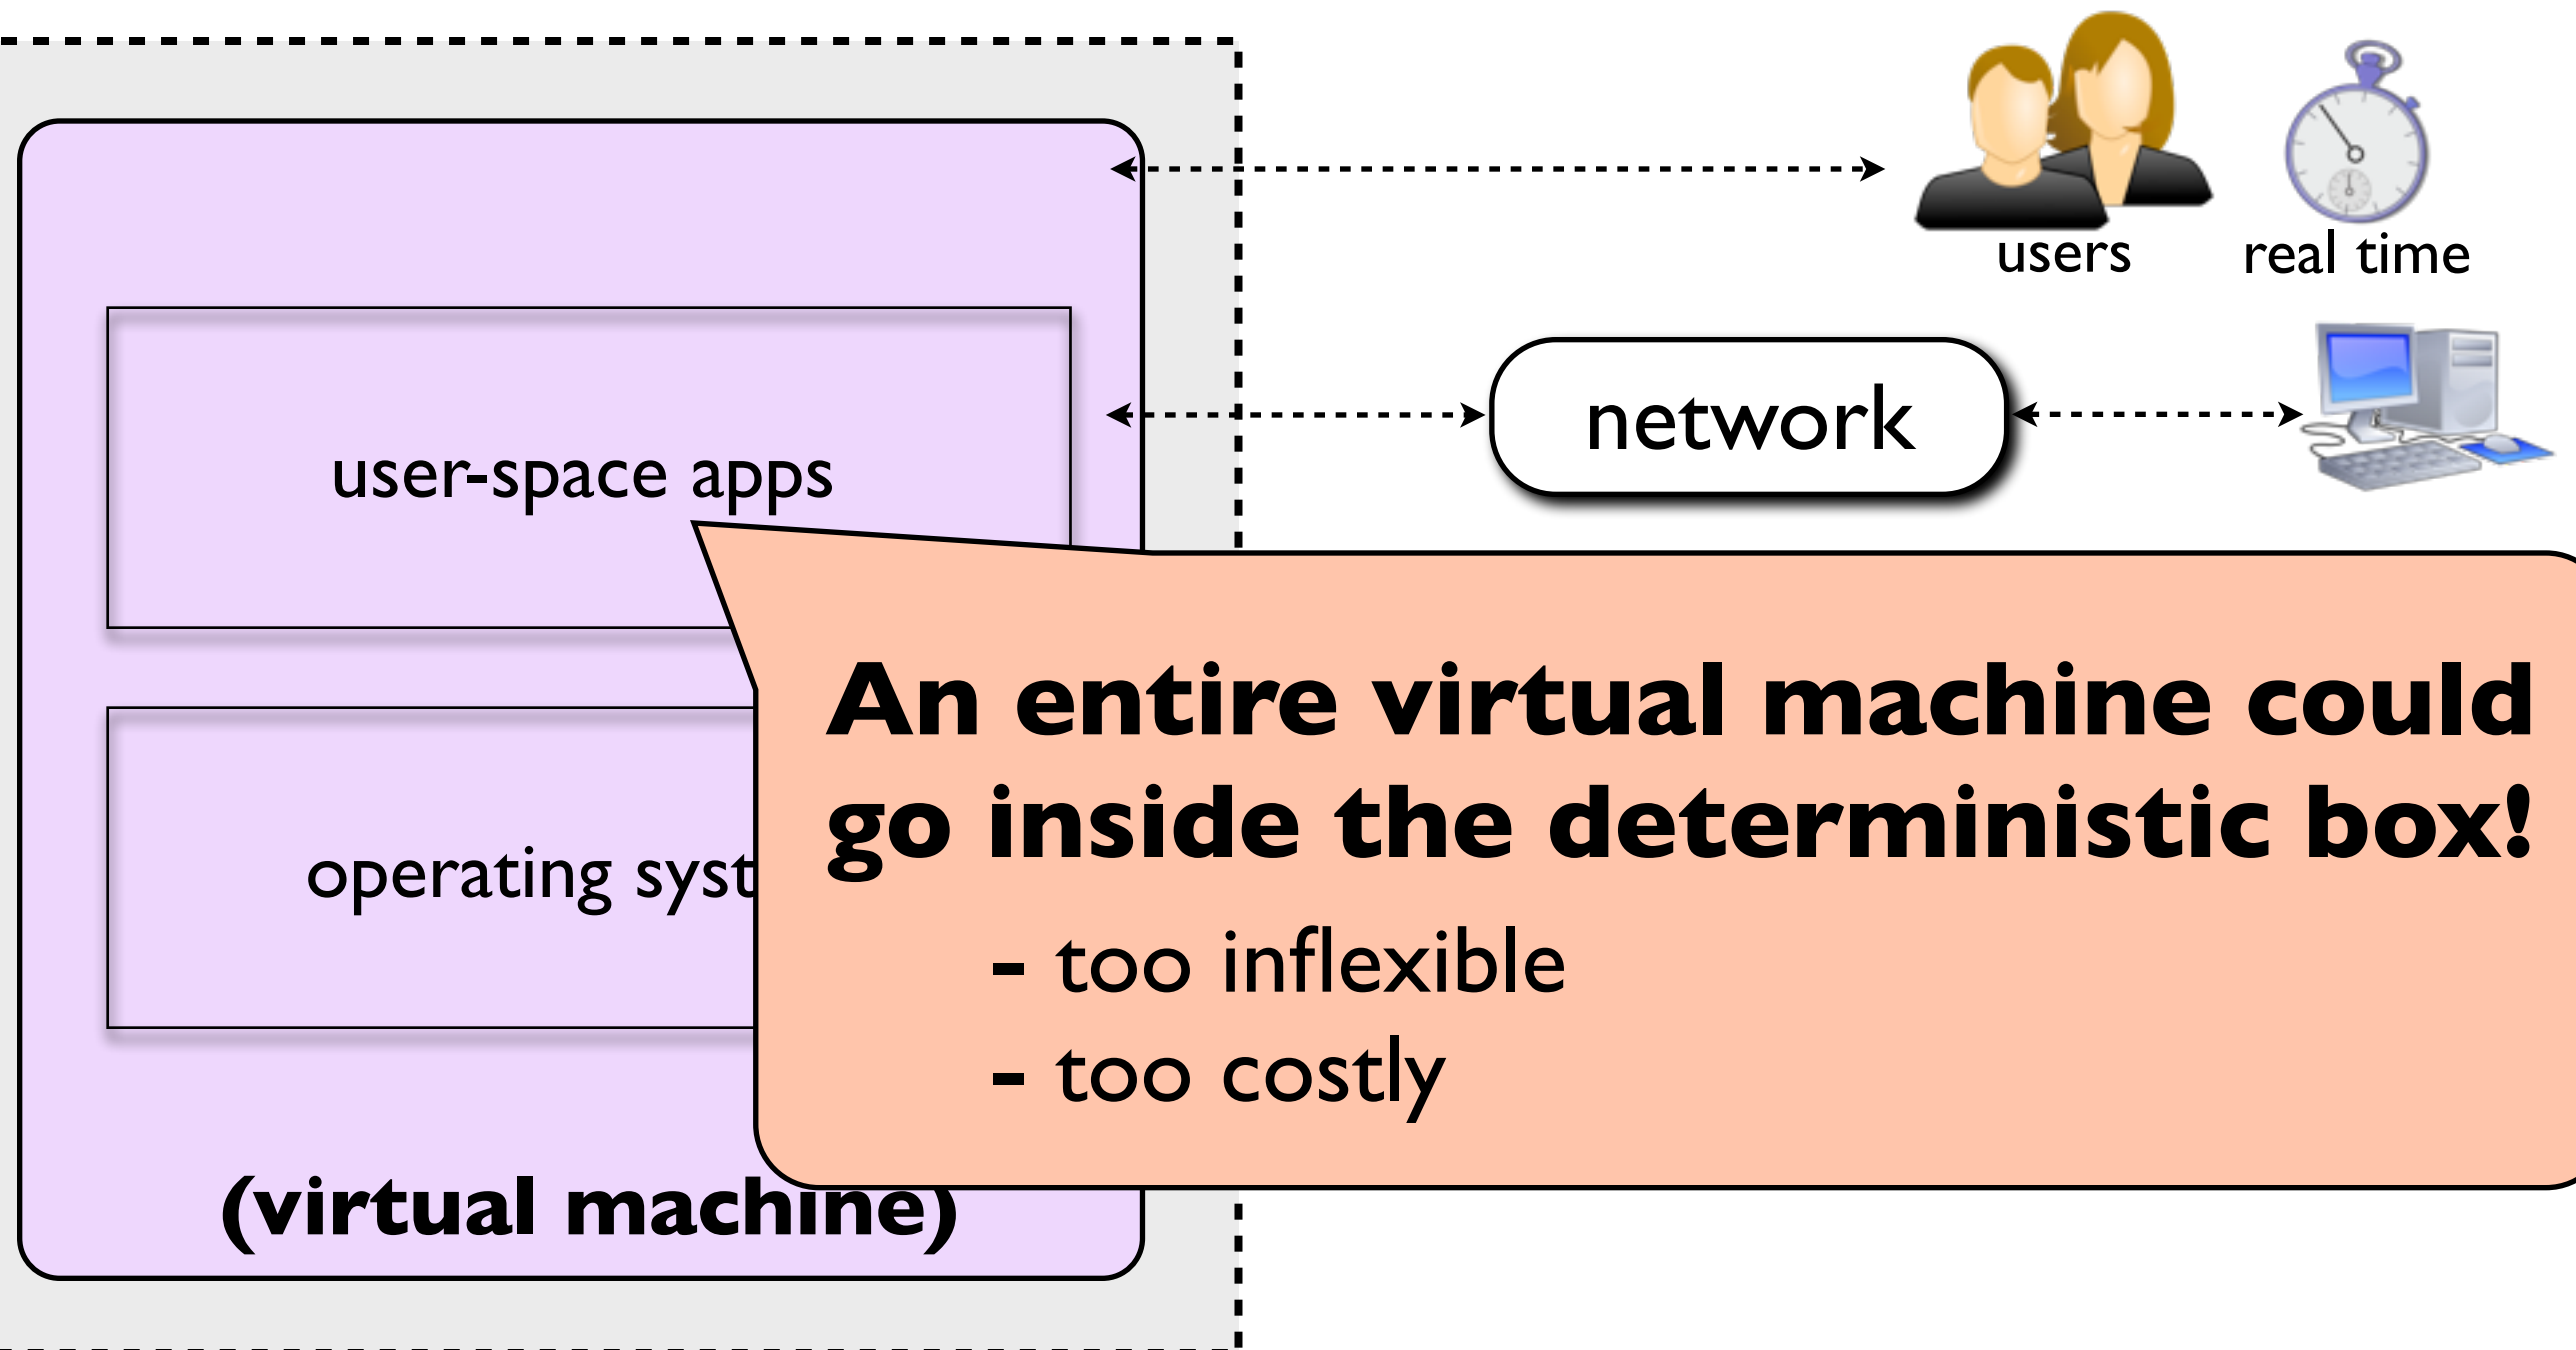 users
real time
network
user-space apps
An entire virtual machine could
go inside the deterministic box!
operating syst
- too inflexible
- too costly
(virtual machine)